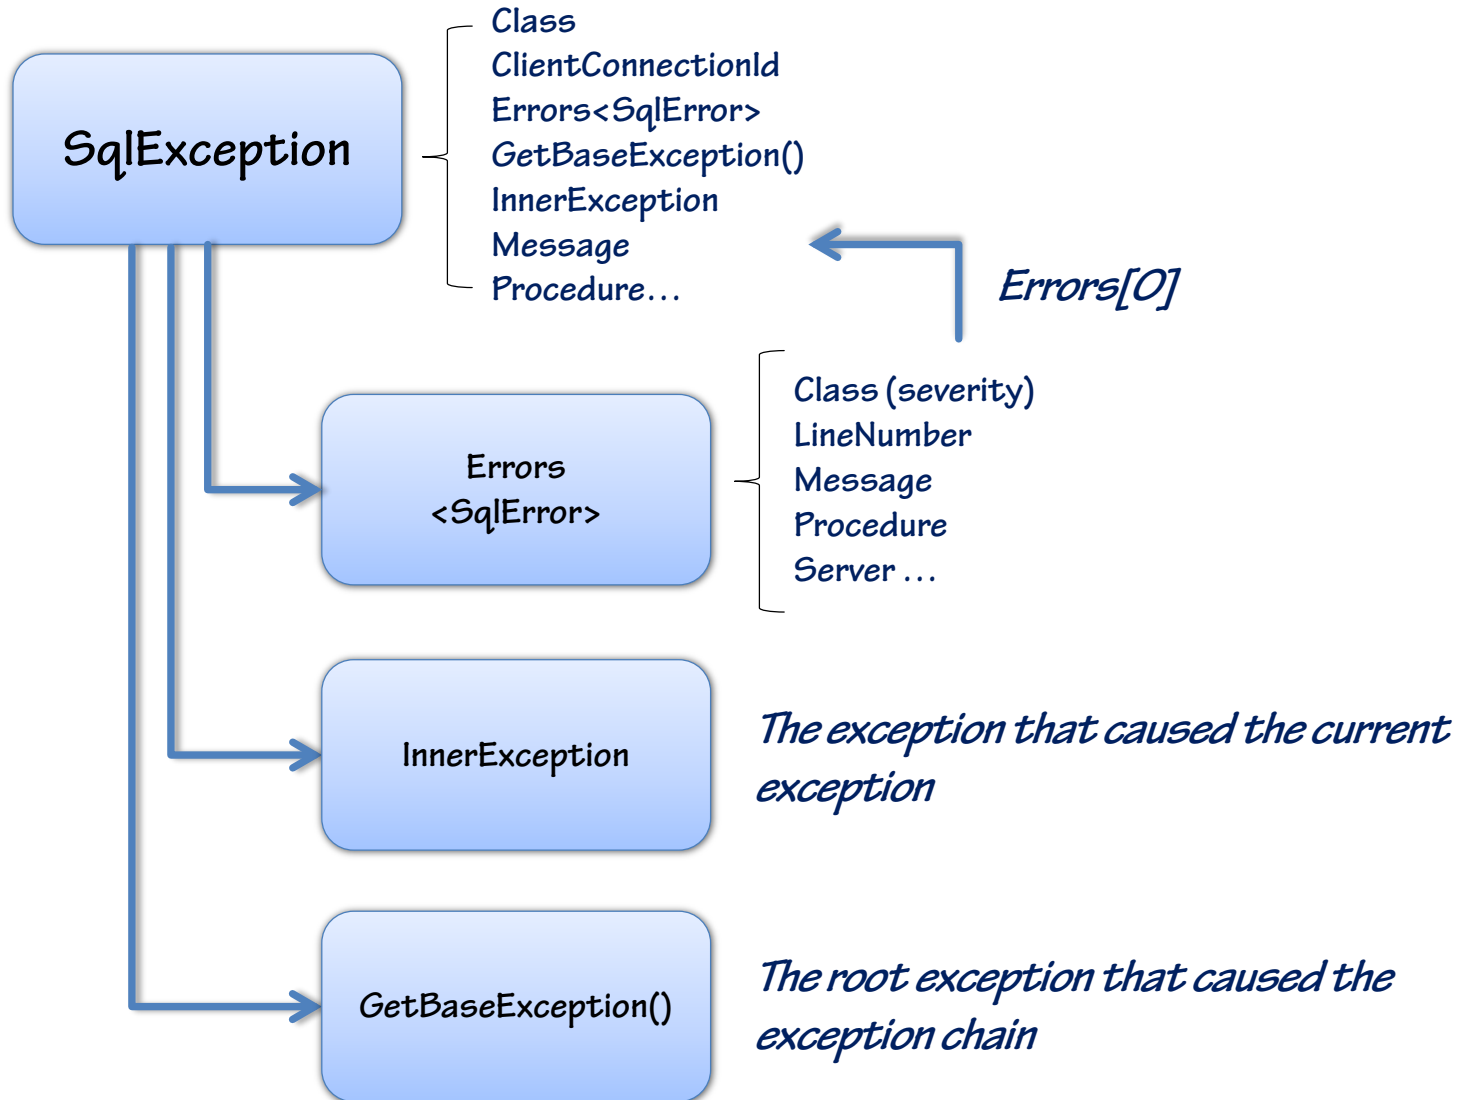 SqlException
Class
ClientConnectionId
Errors<SqlError>
GetBaseException()
InnerException
Message
Procedure...
Errors[0]
Errors
<SqlError>
Class (severity)
LineNumber
Message
Procedure
Server ...
InnerException
The exception that caused the current
exception
GetBaseException()
The root exception that caused the
exception chain